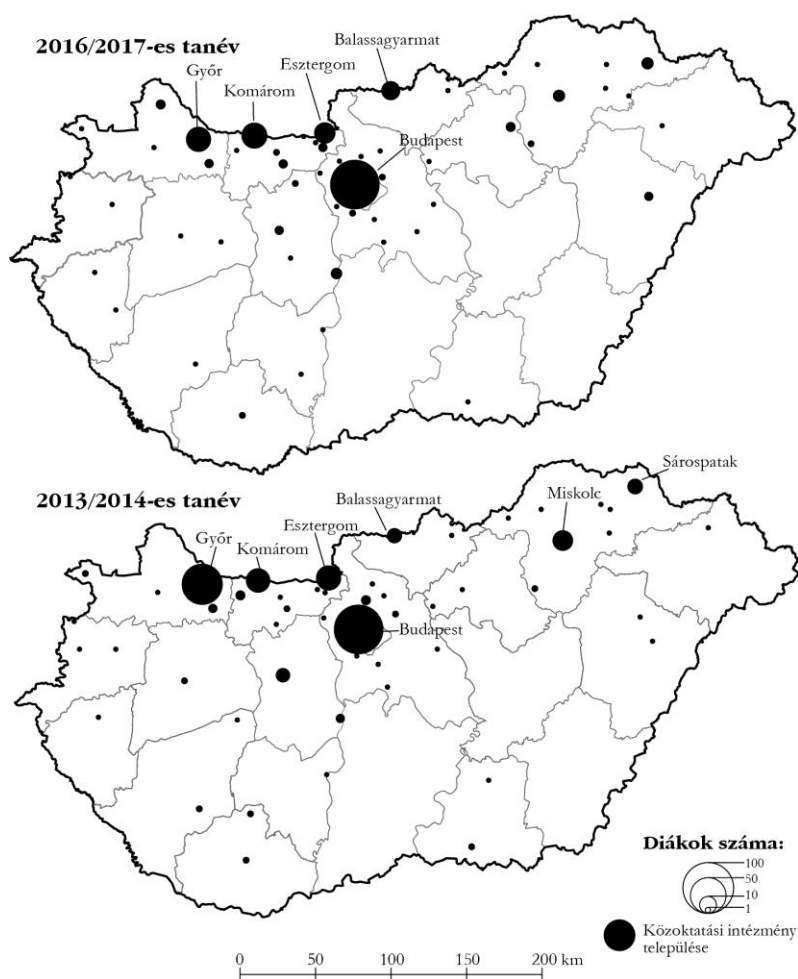 2016/2017-es tanév
Balassagyarmat
Esztergom
Győr
Komárom
Budapest
Sárospatak
2013/2014-es tanév
Balassagyarmat
Miskolc
Esztergom
Győr
Komárom
Budapest
Diákok száma:
100
50
10
1
Közoktatási intézmény
települése
0 50 100 150 200 km